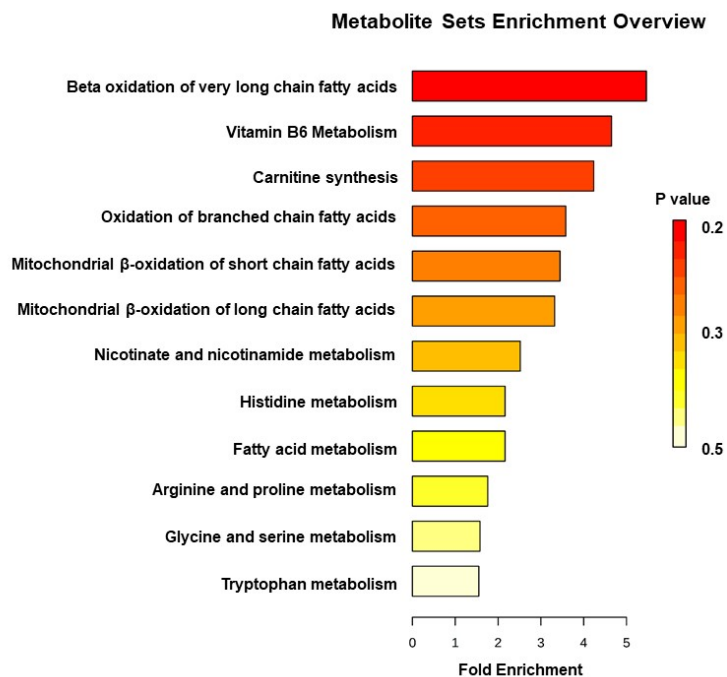 Metabolite Sets Enrichment Overview
Beta oxidation of very long chain fatty acids
Vitamin B6 Metabolism
Carnitine synthesis
Oxidation of branched chain fatty acids
Mitochondrial β-oxidation of short chain fatty acids
Mitochondrial β-oxidation of long chain fatty acids
Nicotinate and nicotinamide metabolism
Histidine metabolism
Fatty acid metabolism
Arginine and proline metabolism
Glycine and serine metabolism
Tryptophan metabolism
P value
0.2
0.3
0.5
0 1 2 3 4 5
Fold Enrichment